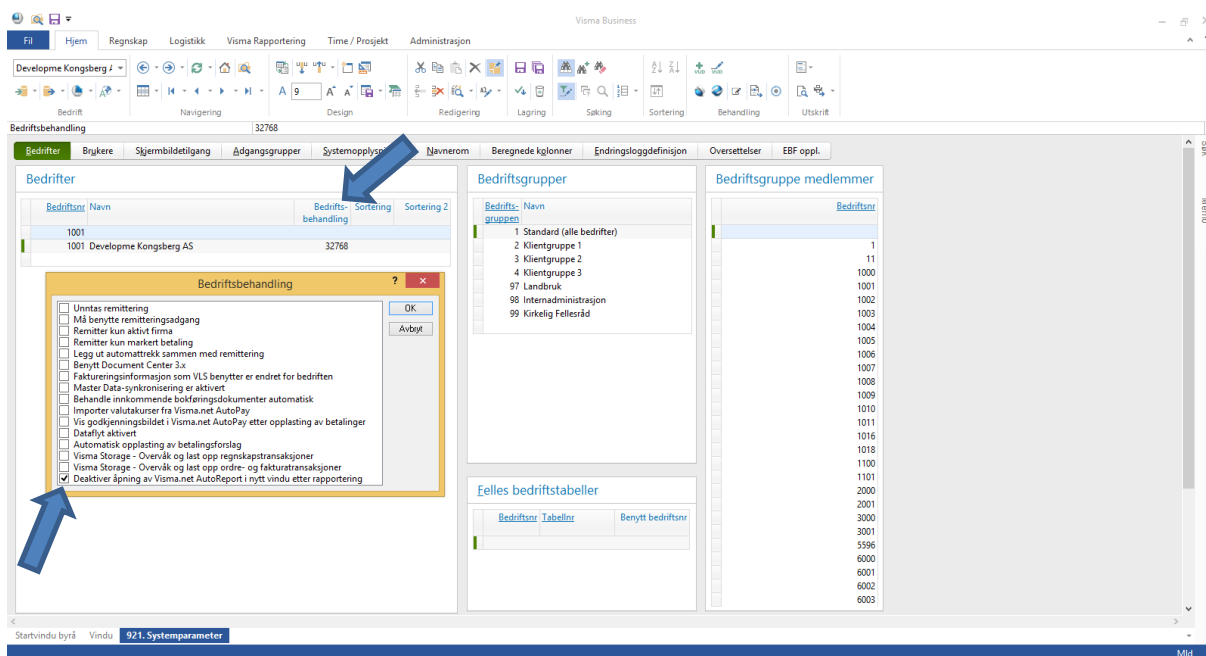 Visma Business
Fil Hjem Regnskap Logistikk Visma Rapportering Time / Prosjekt Administrasjon
Developme Kongsberg
A 9
Bedrift Navigering Design Redigering Lagring Søking Sortering Behandling Utskrift
Bedriftsbehandling 32768
Bedrifter Brukere Skjermbildetilgang Adgangsgrupper Navnerom Beregnede kolonner Endringsloggdefinisjon Oversettelser EBF oppl.
Søk
Memo
Bedrifter
Bedriftsnr Navn Bedrifts-behandling Sortering Sortering 2
1001
1001 Developme Kongsberg AS 32768
Bedriftsbehandling ? ×
Unntas remittering
Må benytte remitteringsadgang
Remitter kun aktivt firma
Remitter kun markert betaling
Legg ut automattrekk sammen med remittering
Benytt Document Center 3.x
Faktureringsinformasjon som VLS benytter er endret for bedriften
Master Data-synkronisering er aktivert
Behandle innkommende bokføringsdokumenter automatisk
Importer valutakurser fra Visma.net AutoPay
Vis godkjenningsbildet i Visma.net AutoPay etter opplasting av betalinger
Dataflyt aktivert
Automatisk opplasting av betalingsforslag
Visma Storage - Overvåk og last opp regnskapstransaksjoner
Visma Storage - Overvåk og last opp ordre- og fakturatransaksjoner
Deaktiver åpning av Visma.net AutoReport i nytt vindu etter rapportering
OK
Avbryt
Bedriftsgrupper
Bedrifts-gruppen Navn
1 Standard (alle bedrifter)
2 Klientgruppe 1
3 Klientgruppe 2
4 Klientgruppe 3
97 Landbruk
98 Internadministrasjon
99 Kirkelig Fellesråd
Felles bedriftstabeller
Bedriftsnr Tabellnr Benytt bedriftsnr
Bedriftsgruppe medlemmer
Bedriftsnr
1
11
1000
1001
1002
1003
1004
1005
1006
1007
1008
1009
1010
1011
1016
1018
1100
1101
2000
2001
3000
3001
5596
6000
6001
6002
6003
Startvindu byrå Vindu 921. Systemparameter
Mld